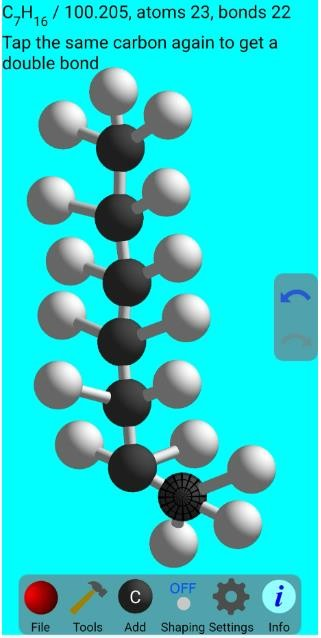 C₇H₁₆ / 100.205, atoms 23, bonds 22
Tap the same carbon again to get a
double bond
C
OFF
i
File Tools Add Shaping Settings Info